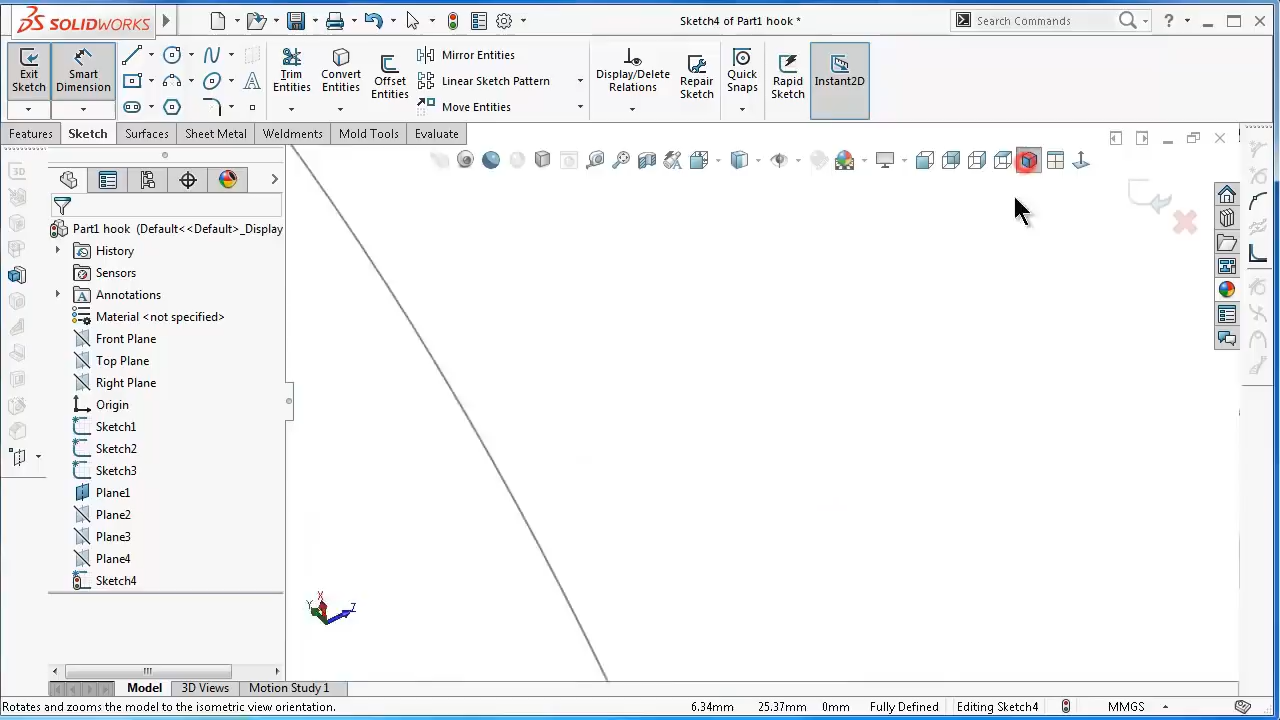 SOLIDWORKS
Sketch4 of Part1 hook *
Search Commands
?
Exit
Sketch
Smart
Dimension
Trim
Entities
Convert
Entities
Offset
Entities
Mirror Entities
Linear Sketch Pattern
Move Entities
Display/Delete
Relations
Repair
Sketch
Quick
Snaps
Rapid
Sketch
Instant2D
Features
Sketch
Surfaces
Sheet Metal
Weldments
Mold Tools
Evaluate
Part1 hook (Default<<Default>_Display
History
Sensors
Annotations
Material <not specified>
Front Plane
Top Plane
Right Plane
Origin
Sketch1
Sketch2
Sketch3
Plane1
Plane2
Plane3
Plane4
Sketch4
X
Y
Z
Model
3D Views
Motion Study 1
Rotates and zooms the model to the isometric view orientation.
6.34mm
25.37mm
0mm
Fully Defined
Editing Sketch4
MMGS